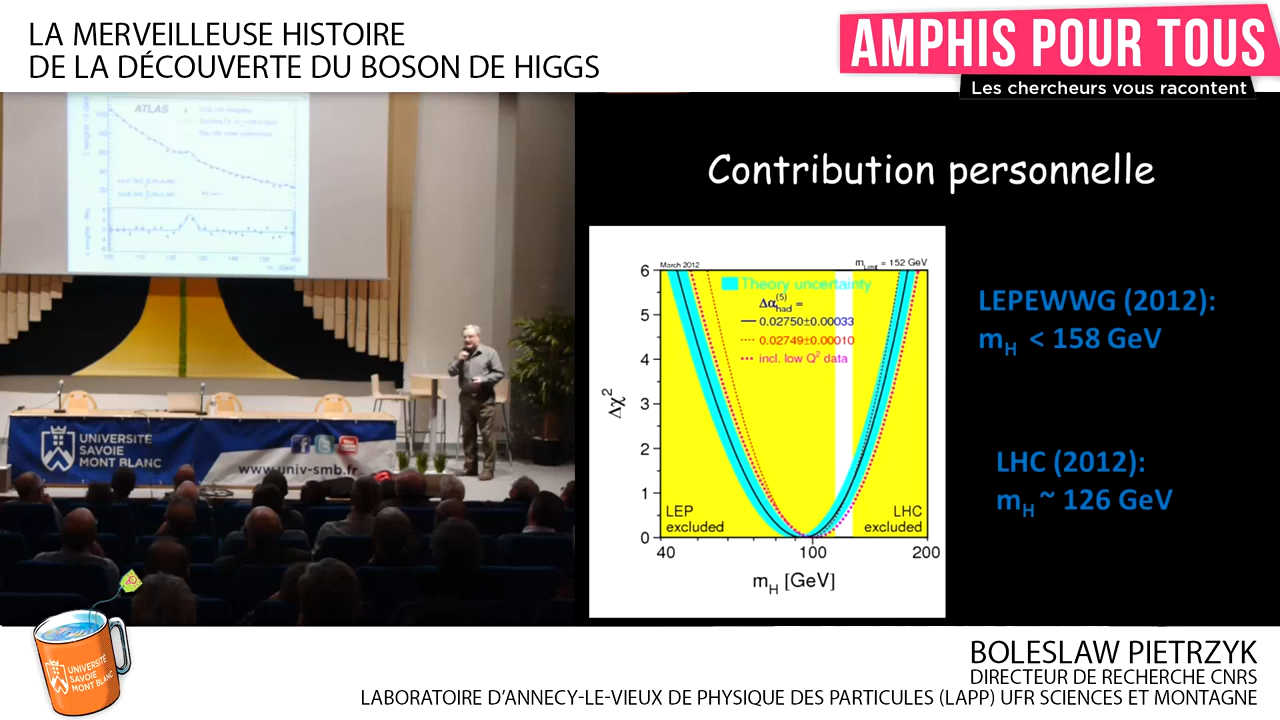 LA MERVEILLEUSE HISTOIRE
DE LA DÉCOUVERTE DU BOSON DE HIGGS
AMPHIS POUR TOUS
Les chercheurs vous racontent
ATLAS
UNIVERSITÉ
SAVOIE
MONT BLANC
www.univ-smb.fr
Contribution personnelle
March 2012
m_Limit = 152 GeV
Theory uncertainty
Δα_had^(5) =
0.02750±0.00033
0.02749±0.00010
incl. low Q² data
6
5
4
3
2
1
0
Δχ²
LEP
excluded
LHC
excluded
40
100
200
m_H [GeV]
LEPEWWG (2012):
m_H < 158 GeV
LHC (2012):
m_H ~ 126 GeV
UNIVERSITÉ
SAVOIE
MONT BLANC
BOLESLAW PIETRZYK
DIRECTEUR DE RECHERCHE CNRS
LABORATOIRE D'ANNECY-LE-VIEUX DE PHYSIQUE DES PARTICULES (LAPP) UFR SCIENCES ET MONTAGNE